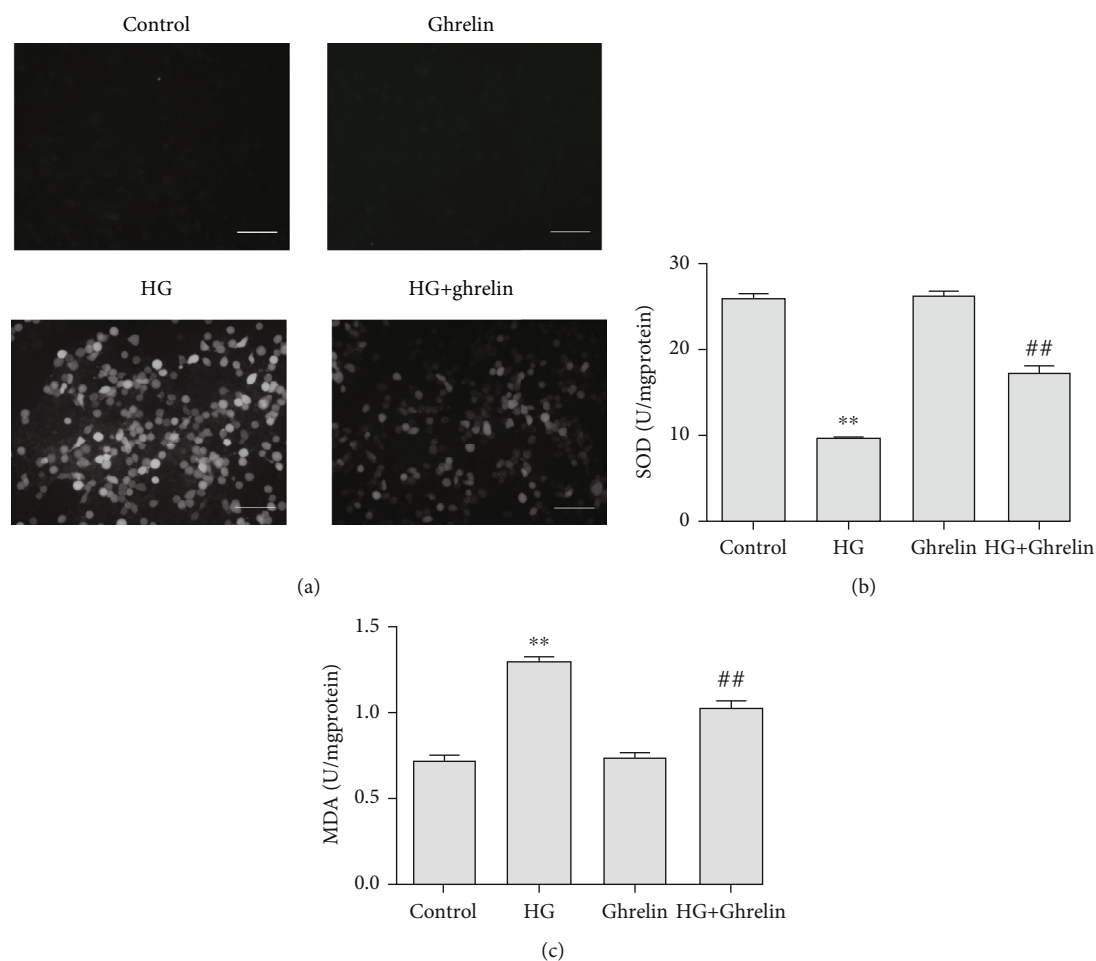 Control
Ghrelin
HG
HG+ghrelin
(a)
SOD (U/mgprotein)
30
20
10
0
**
##
Control HG Ghrelin HG+Ghrelin
(b)
MDA (U/mgprotein)
1.5
1.0
0.5
0.0
**
##
Control HG Ghrelin HG+Ghrelin
(c)